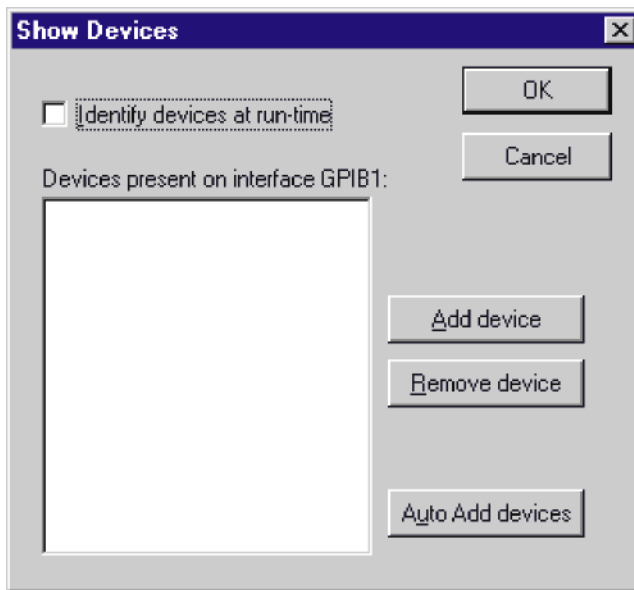 Show Devices
OK
Identify devices at run-time
Cancel
Devices present on interface GPIB1:
Add device
Remove device
Auto Add devices